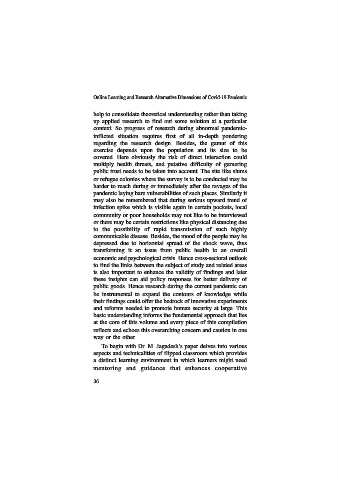 Online Learning and Research Alternative Dimensions of Covid-19 Pandemic
help to consolidate theoretical understanding rather than taking
up applied research to find out some solution at a particular
context. No progress of research during abnormal pandemic-
inflicted situation requires first of all in-depth pondering
regarding the research design. Besides, the gamut of this
exercise depends upon the population and its size to be
covered. Here obviously the risk of direct interaction could
multiply health threats, and putative difficulty of garnering
public trust needs to be taken into account. The site like slums
or refugee colonies where the survey is to be conducted may be
harder to reach during or immediately after the ravages of the
pandemic laying bare vulnerabilities of such places. Similarly it
may also be remembered that during serious upward trend of
infection spike which is visible again in certain pockets, local
community or poor households may not like to be interviewed
or there may be certain restrictions like physical distancing due
to the possibility of rapid transmission of such highly
communicable disease. Besides, the mood of the people may be
depressed due to horizontal spread of the shock wave, thus
transforming it an issue from public health to an overall
economic and psychological crisis. Hence cross-sectoral outlook
to find the links between the subject of study and related areas
is also important to enhance the validity of findings and later
these insights can aid policy responses for better delivery of
public goods. Hence research during the current pandemic can
be instrumental to expand the contours of knowledge while
their findings could offer the bedrock of innovative experiments
and reforms needed to promote human security at large. This
basic understanding informs the fundamental approach that lies
at the core of this volume and every piece of this compilation
reflects and echoes this overarching concern and caution in one
way or the other.
To begin with Dr. M. Jagadesh's paper delves into various
aspects and technicalities of flipped classroom which provides
a distinct learning environment in which learners might need
mentoring and guidance that enhances cooperative
36